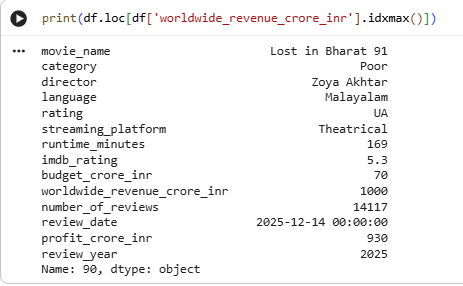 print(df.loc[df['worldwide_revenue_crore_inr'].idxmax()])
movie_name Lost in Bharat 91
category Poor
director Zoya Akhtar
language Malayalam
rating UA
streaming_platform Theatrical
runtime_minutes 169
imdb_rating 5.3
budget_crore_inr 70
worldwide_revenue_crore_inr 1000
number_of_reviews 14117
review_date 2025-12-14 00:00:00
profit_crore_inr 930
review_year 2025
Name: 90, dtype: object